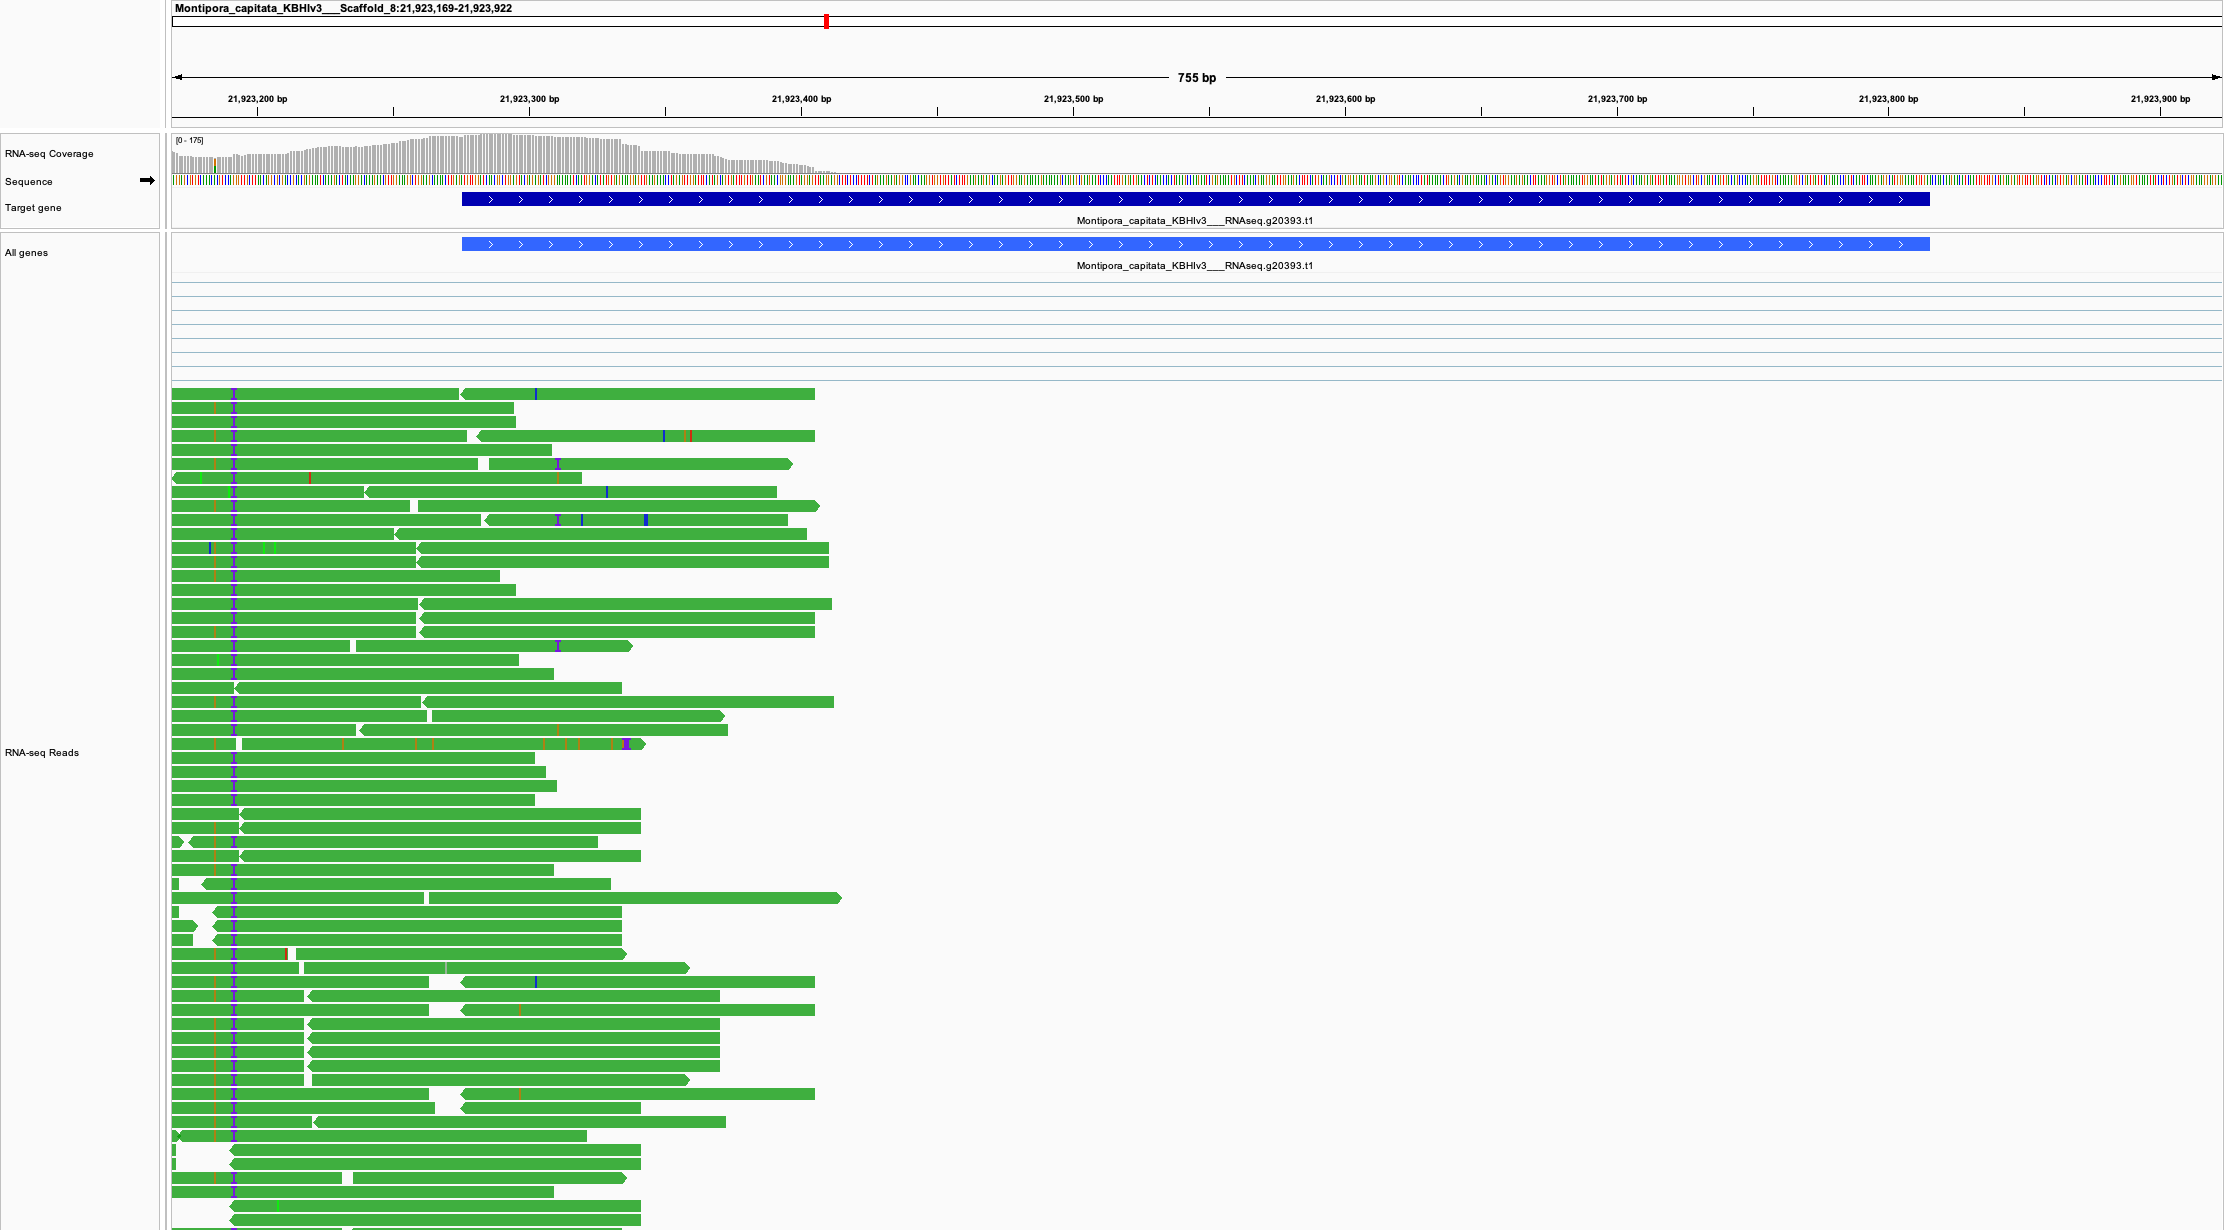 Montipora_capitata_KBHIv3___Scaffold_8:21,923,169-21,923,922
755 bp
21,923,200 bp 21,923,300 bp 21,923,400 bp 21,923,500 bp 21,923,600 bp 21,923,700 bp 21,923,800 bp 21,923,900 bp
[0 - 175]
RNA-seq Coverage
Sequence
Target gene
Montipora_capitata_KBHIv3___RNAseq.g20393.t1
All genes
Montipora_capitata_KBHIv3___RNAseq.g20393.t1
RNA-seq Reads